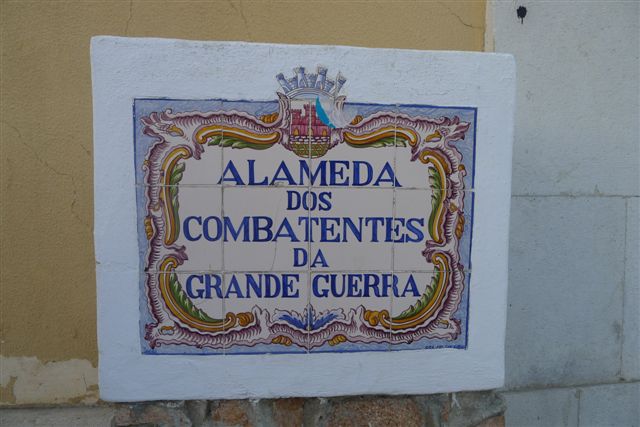 ALAMEDA
DOS
COMBATENTES
DA
GRANDE GUERRA